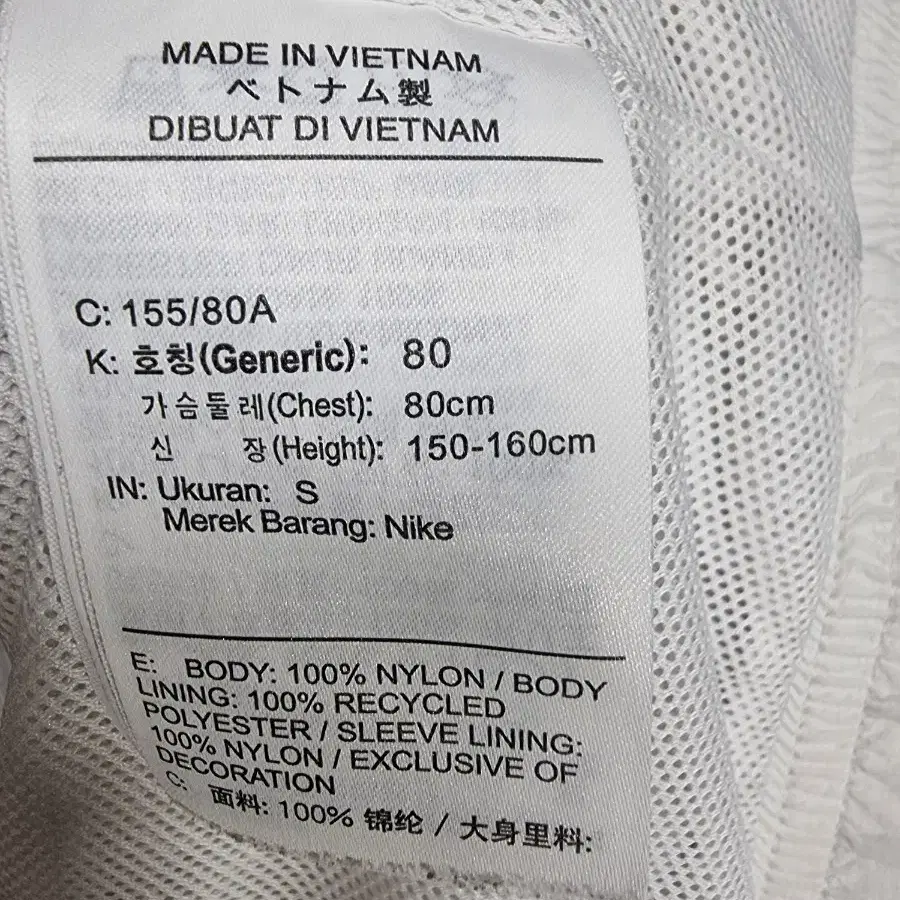 MADE IN VIETNAM
ベトナム製
DIBUAT DI VIETNAM
C: 155/80A
K: 호칭(Generic): 80
가슴둘레(Chest): 80cm
신 장(Height): 150-160cm
IN: Ukuran: S
Merek Barang: Nike
E: BODY: 100% NYLON / BODY
LINING: 100% RECYCLED
POLYESTER / SLEEVE LINING:
100% NYLON / EXCLUSIVE OF
DECORATION
C: 面料: 100% 锦纶 / 大身里料: